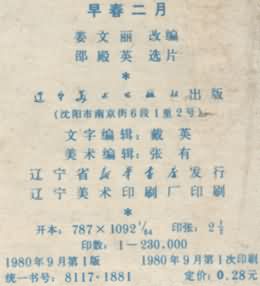 早春二月
姜文丽 改编
邵殿英 选片
*
辽宁美术出版社出版
(沈阳市南京街6段1里2号)
文字编辑：戴英
美术编辑：张有
辽宁省新华书店发行
辽宁美术印刷厂印刷
*
开本：787×1092 1/64 印张：2½
印数：1—230.000
1980年9月第1版 1980年9月第1次印刷
统一书号：8117·1881 定价：0.28元